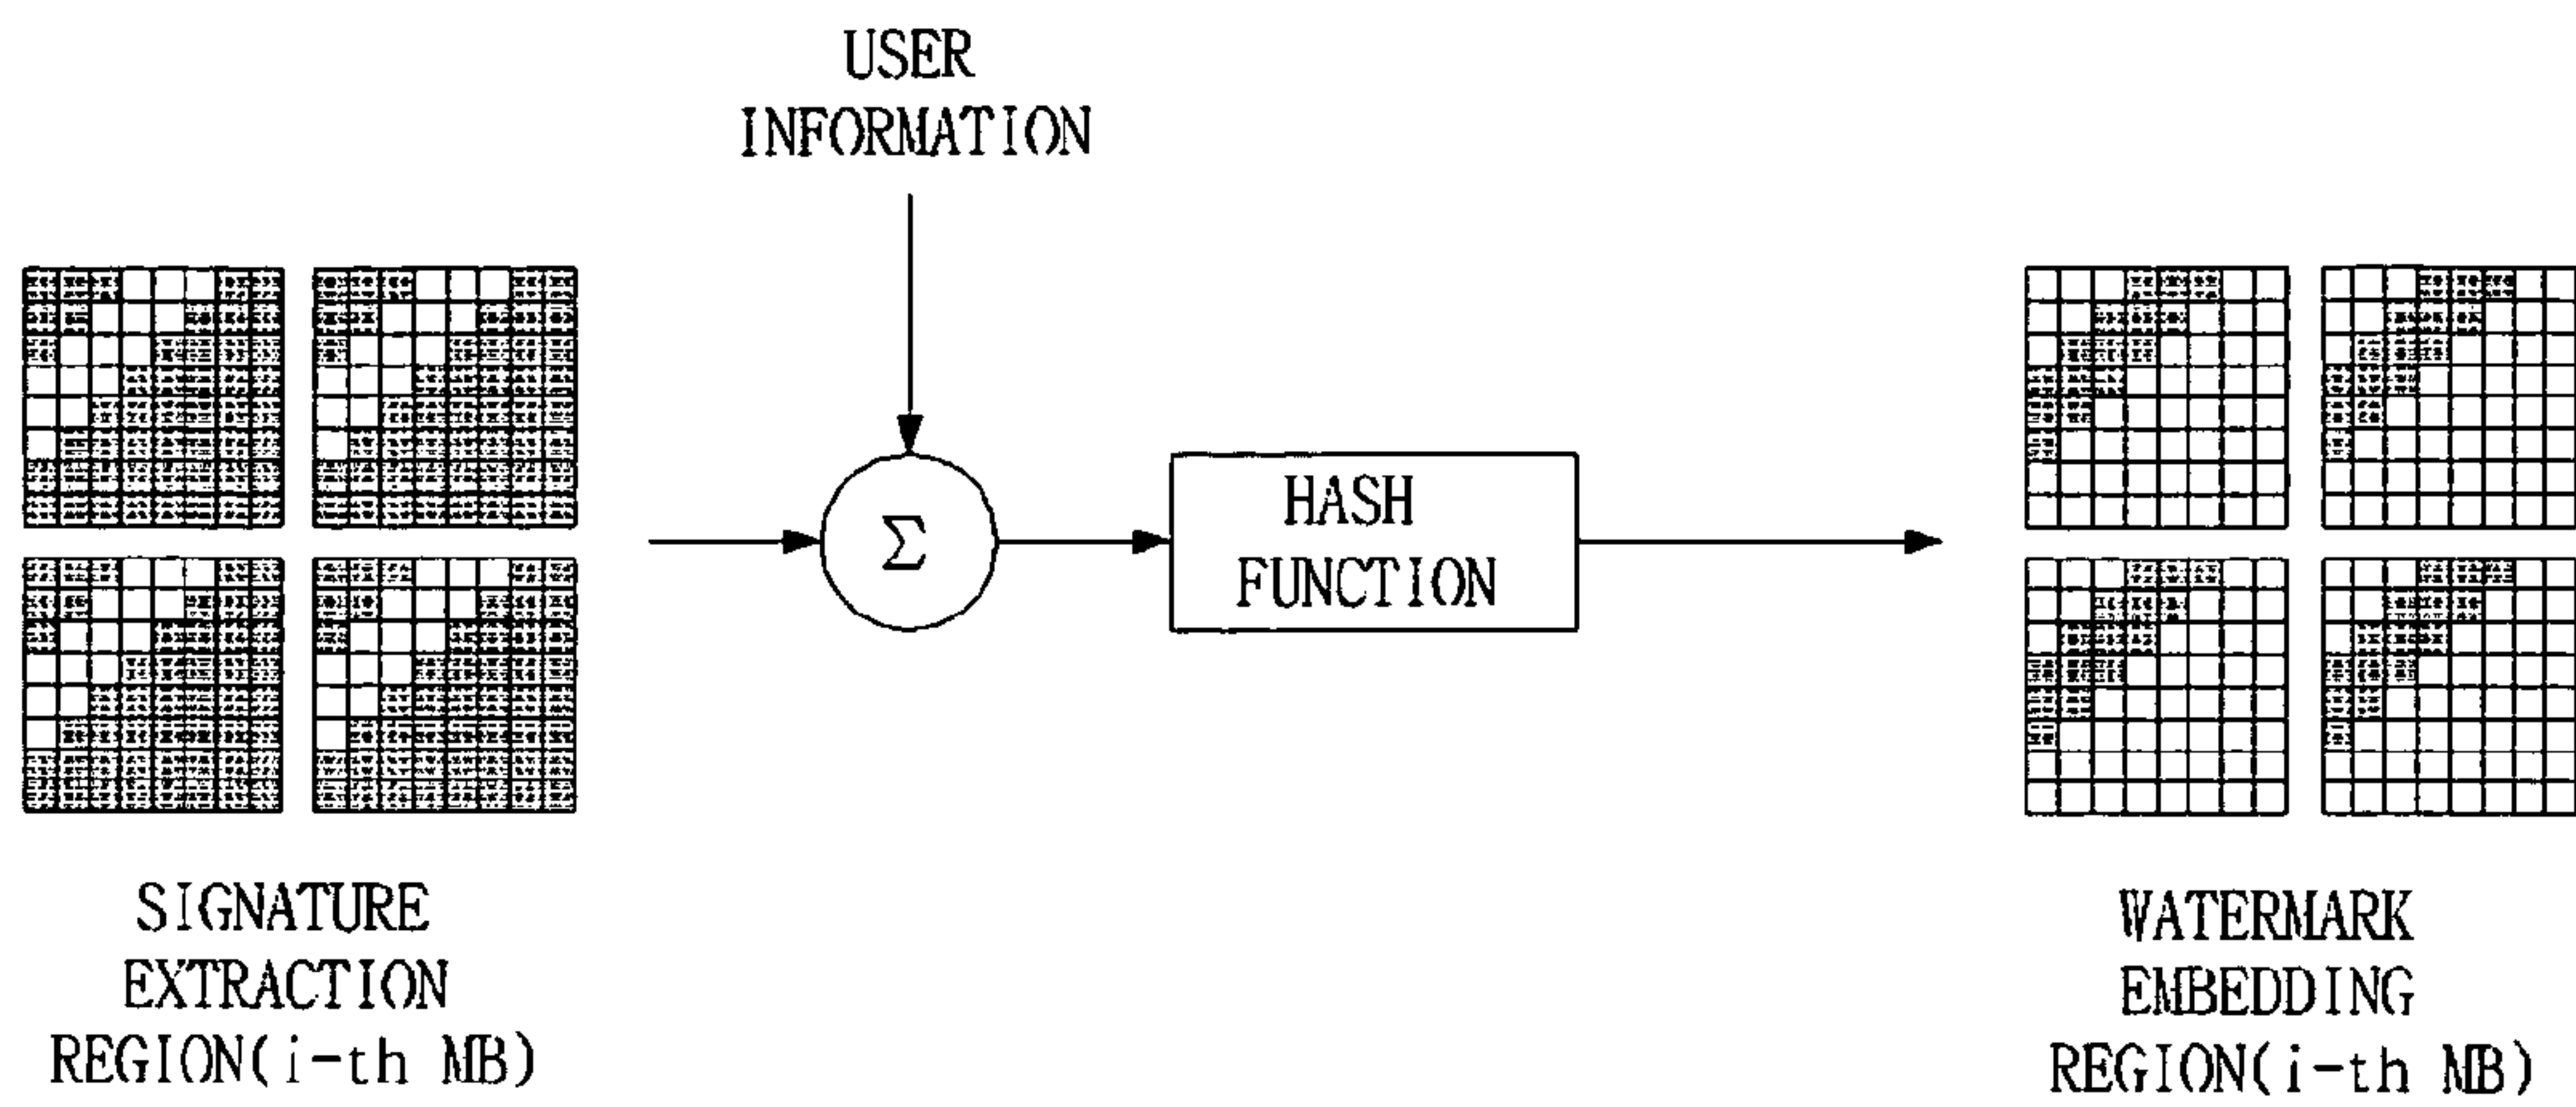 USER
INFORMATION
Σ
HASH
FUNCTION
SIGNATURE
EXTRACTION
REGION(i-th MB)
WATERMARK
EMBEDDING
REGION(i-th MB)